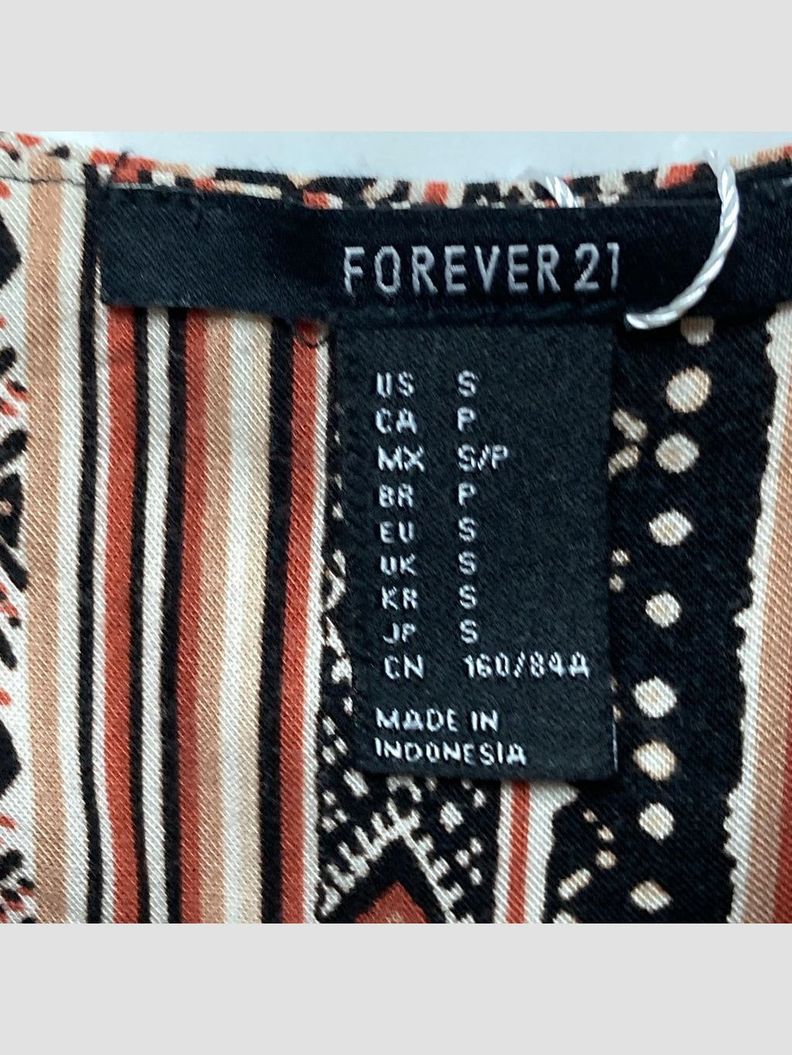 FOREVER 21
US S
CA P
MX S/P
BR P
EU S
UK S
KR S
JP S
CN 160/84A
MADE IN
INDONESIA